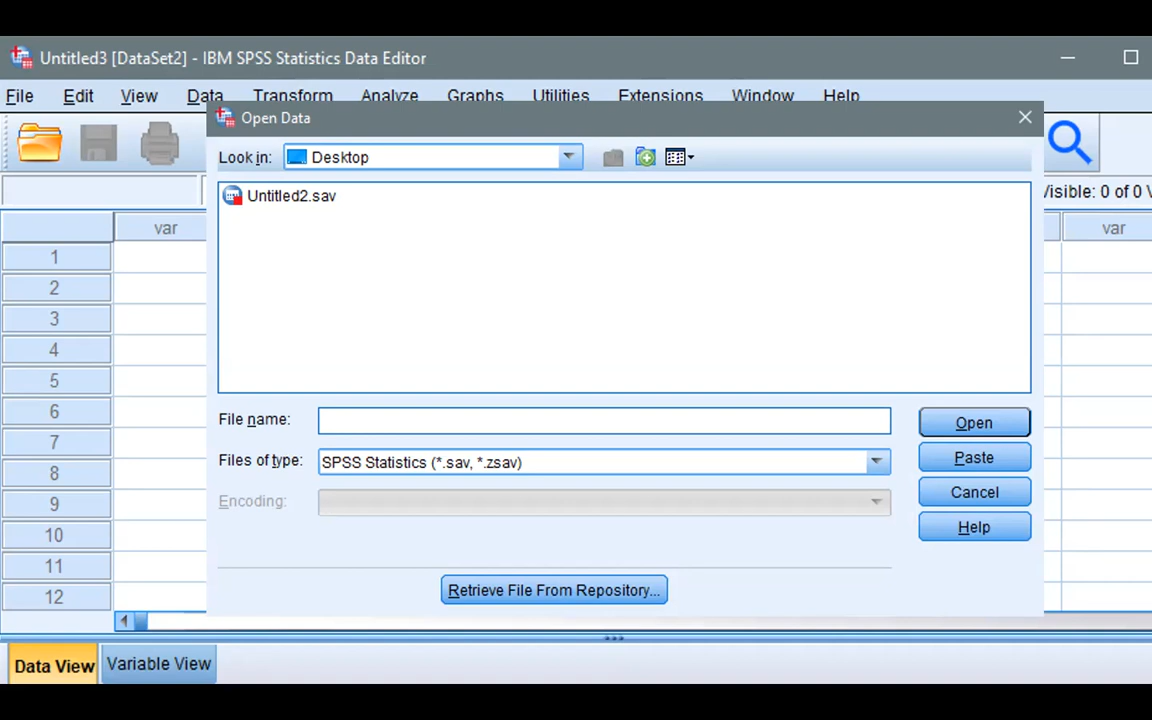 Untitled3 [DataSet2] - IBM SPSS Statistics Data Editor
File Edit View Data Transform Analyze Graphs Utilities Extensions Window Help
Open Data
Look in: Desktop
Untitled2.sav
Visible: 0 of 0 V
var var
1
2
3
4
5
6
7
8
9
10
11
12
File name:
Open
Files of type: SPSS Statistics (*.sav, *.zsav)
Paste
Encoding:
Cancel
Help
Retrieve File From Repository...
Data View Variable View